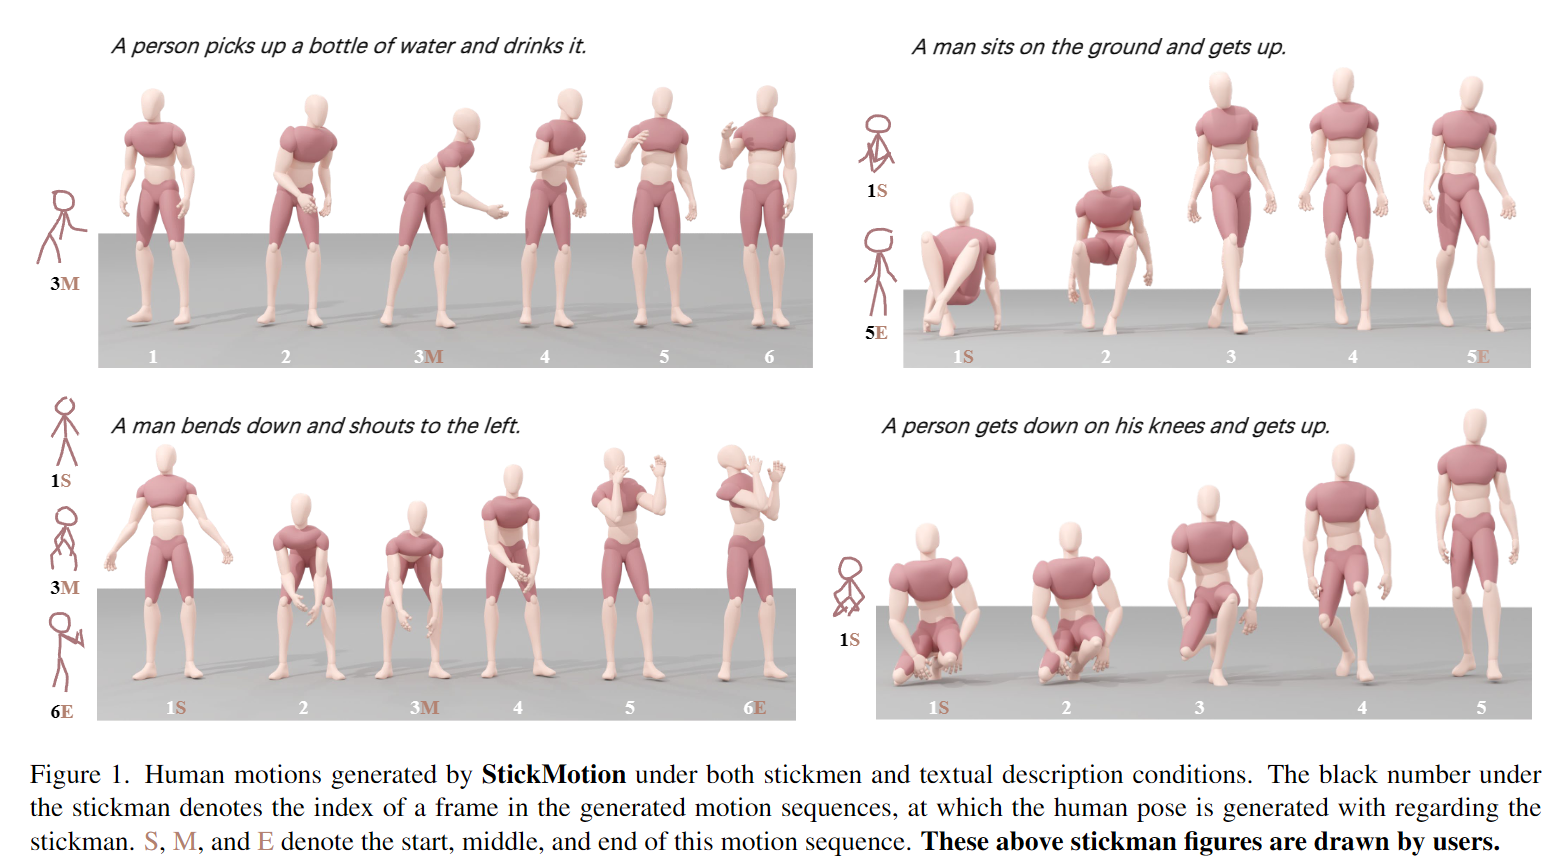 A person picks up a bottle of water and drinks it.
3M
1 2 3M 4 5 6
A man sits on the ground and gets up.
1S
5E
1S 2 3 4 5E
A man bends down and shouts to the left.
1S
3M
6E
1S 2 3M 4 5 6E
A person gets down on his knees and gets up.
1S
1S 2 3 4 5
Figure 1. Human motions generated by StickMotion under both stickmen and textual description conditions. The black number under
the stickman denotes the index of a frame in the generated motion sequences, at which the human pose is generated with regarding the
stickman. S, M, and E denote the start, middle, and end of this motion sequence. These above stickman figures are drawn by users.